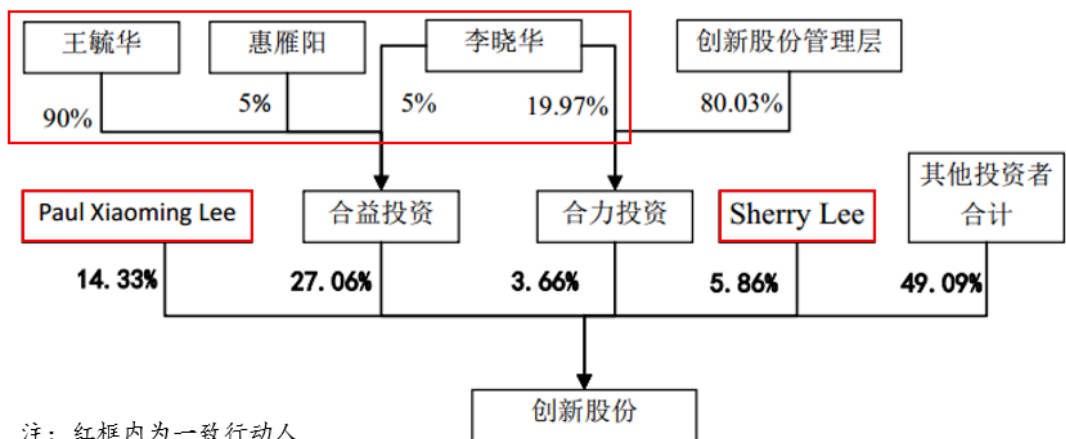 王毓华
惠雁阳
李晓华
创新股份管理层
90%
5%
5%
19.97%
80.03%
Paul Xiaoming Lee
合益投资
合力投资
Sherry Lee
其他投资者
合计
14.33%
27.06%
3.66%
5.86%
49.09%
创新股份
注：红框内为一致行动人